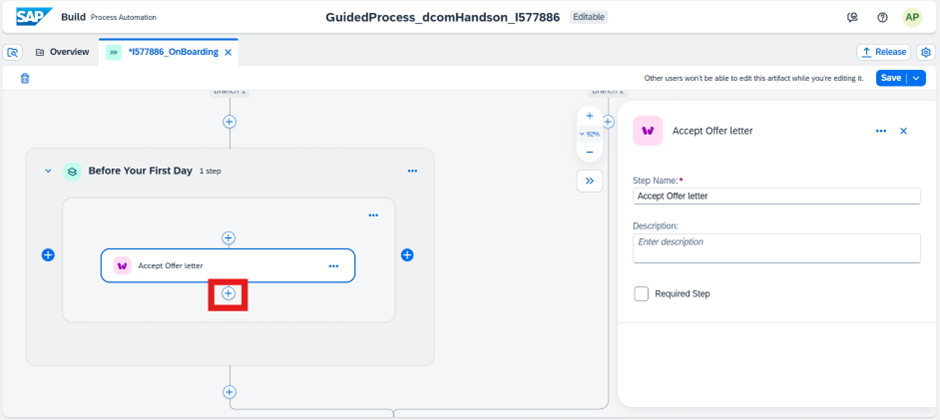 SAP Build Process Automation GuidedProcess_dcomHandson_I577886 Editable AP
Overview *I577886_OnBoarding Release
Other users won't be able to edit this artifact while you're editing it. Save
Branch 1 Branch 2
92%
Accept Offer letter
Before Your First Day 1 step
Step Name:*
Accept Offer letter
Description:
Enter description
Accept Offer letter
Required Step